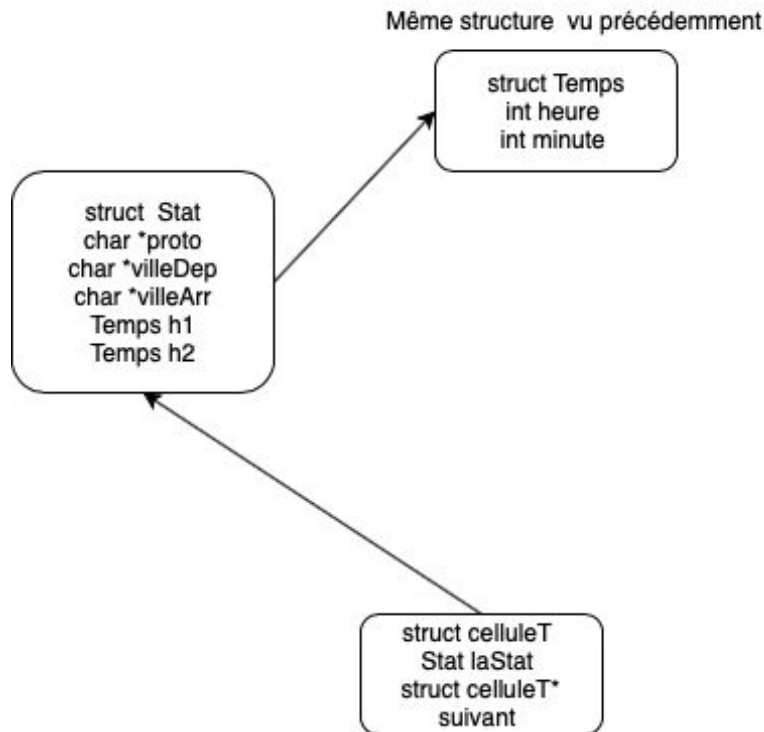 Même structure vu précédemment
struct Temps
int heure
int minute
struct Stat
char *proto
char *villeDep
char *villeArr
Temps h1
Temps h2
struct celluleT
Stat laStat
struct celluleT*
suivant